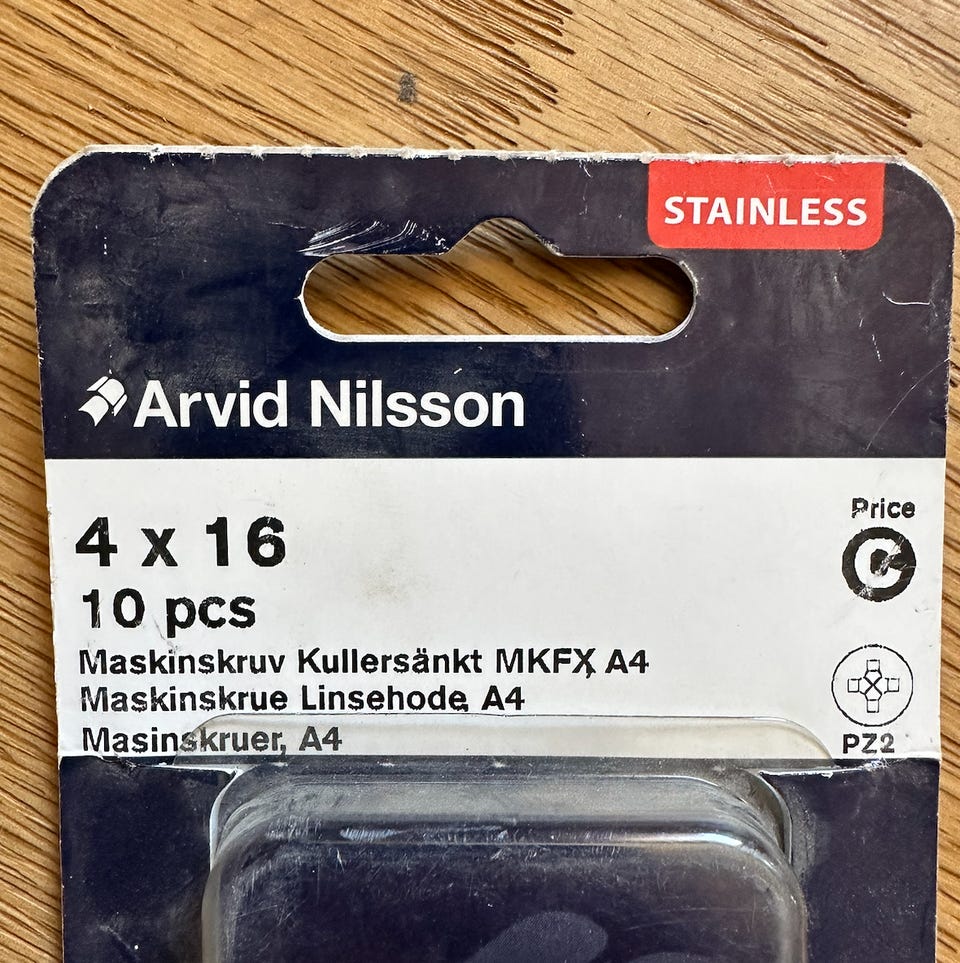 STAINLESS
Arvid Nilsson
4 x 16
10 pcs
Price
C
Maskinskruv Kullersänkt MKFX, A4
Maskinskrue Linsehode, A4
Masinskruer, A4
PZ2